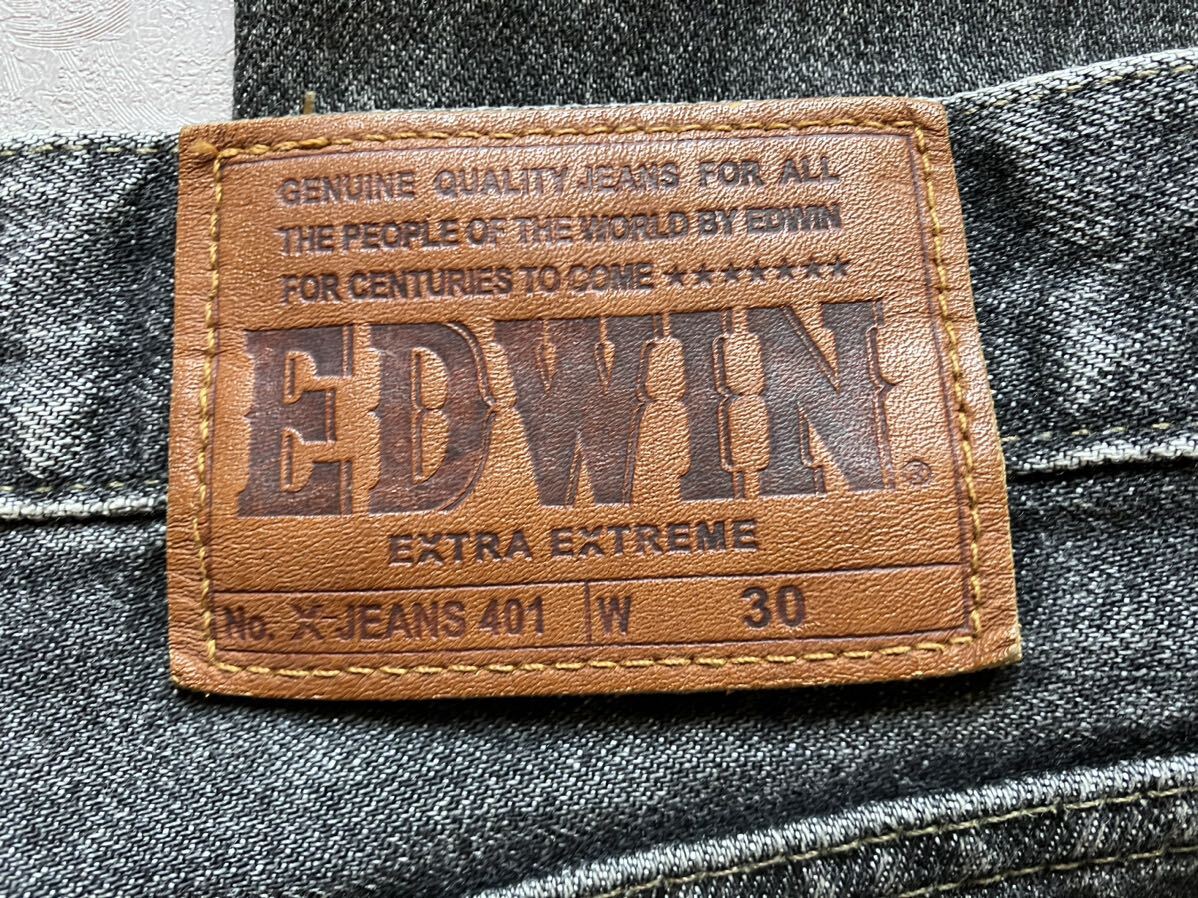 GENUINE QUALITY JEANS FOR ALL
THE PEOPLE OF THE WORLD BY EDWIN
FOR CENTURIES TO COME ★★★★★★★
EDWIN®
EXTRA EXTREME
No. X-JEANS 401 W 30